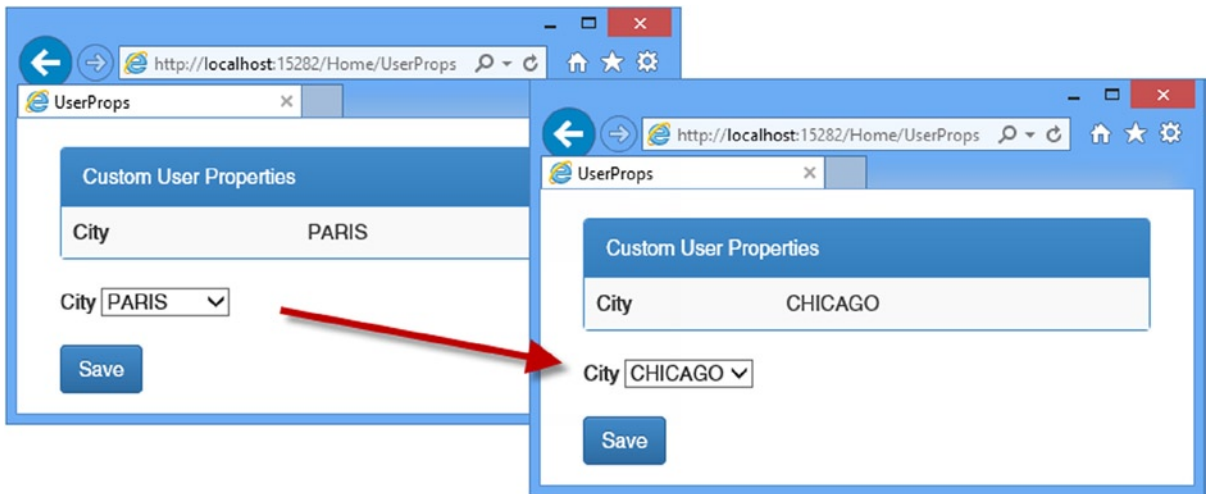 http://localhost:15282/Home/UserProps
UserProps
Custom User Properties
City PARIS
City PARIS
Save
http://localhost:15282/Home/UserProps
UserProps
Custom User Properties
City CHICAGO
City CHICAGO
Save